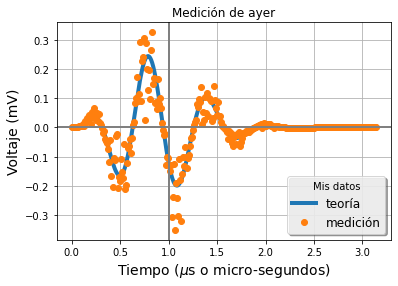 Medición de ayer
Voltaje (mV)
0.3
0.2
0.1
0.0
−0.1
−0.2
−0.3
0.0 0.5 1.0 1.5 2.0 2.5 3.0
Tiempo (μs o micro-segundos)
Mis datos
teoría
medición